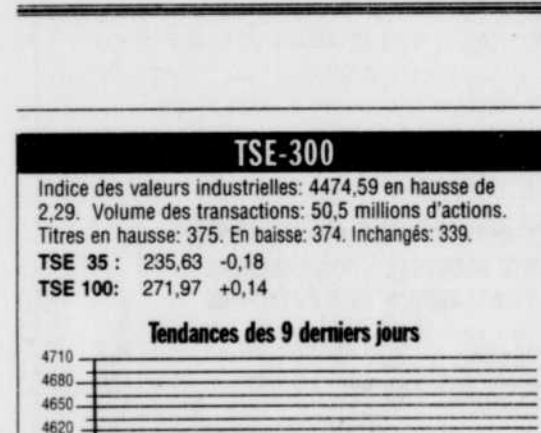 TSE-300
Indice des valeurs industrielles: 4474,59 en hausse de
2,29. Volume des transactions: 50,5 millions d'actions.
Titres en hausse: 375. En baisse: 374. Inchangés: 339.
TSE 35 : 235,63 -0,18
TSE 100: 271,97 +0,14
Tendances des 9 derniers jours
4710
4680
4650
4620